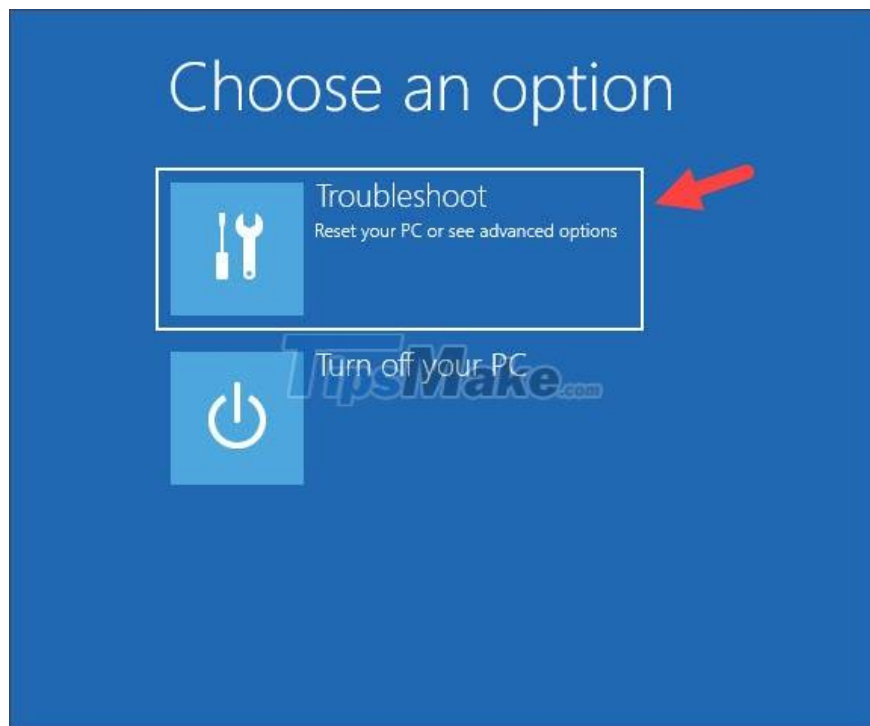 Choose an option
Troubleshoot
Reset your PC or see advanced options
Turn off your PC
TipsMake.com